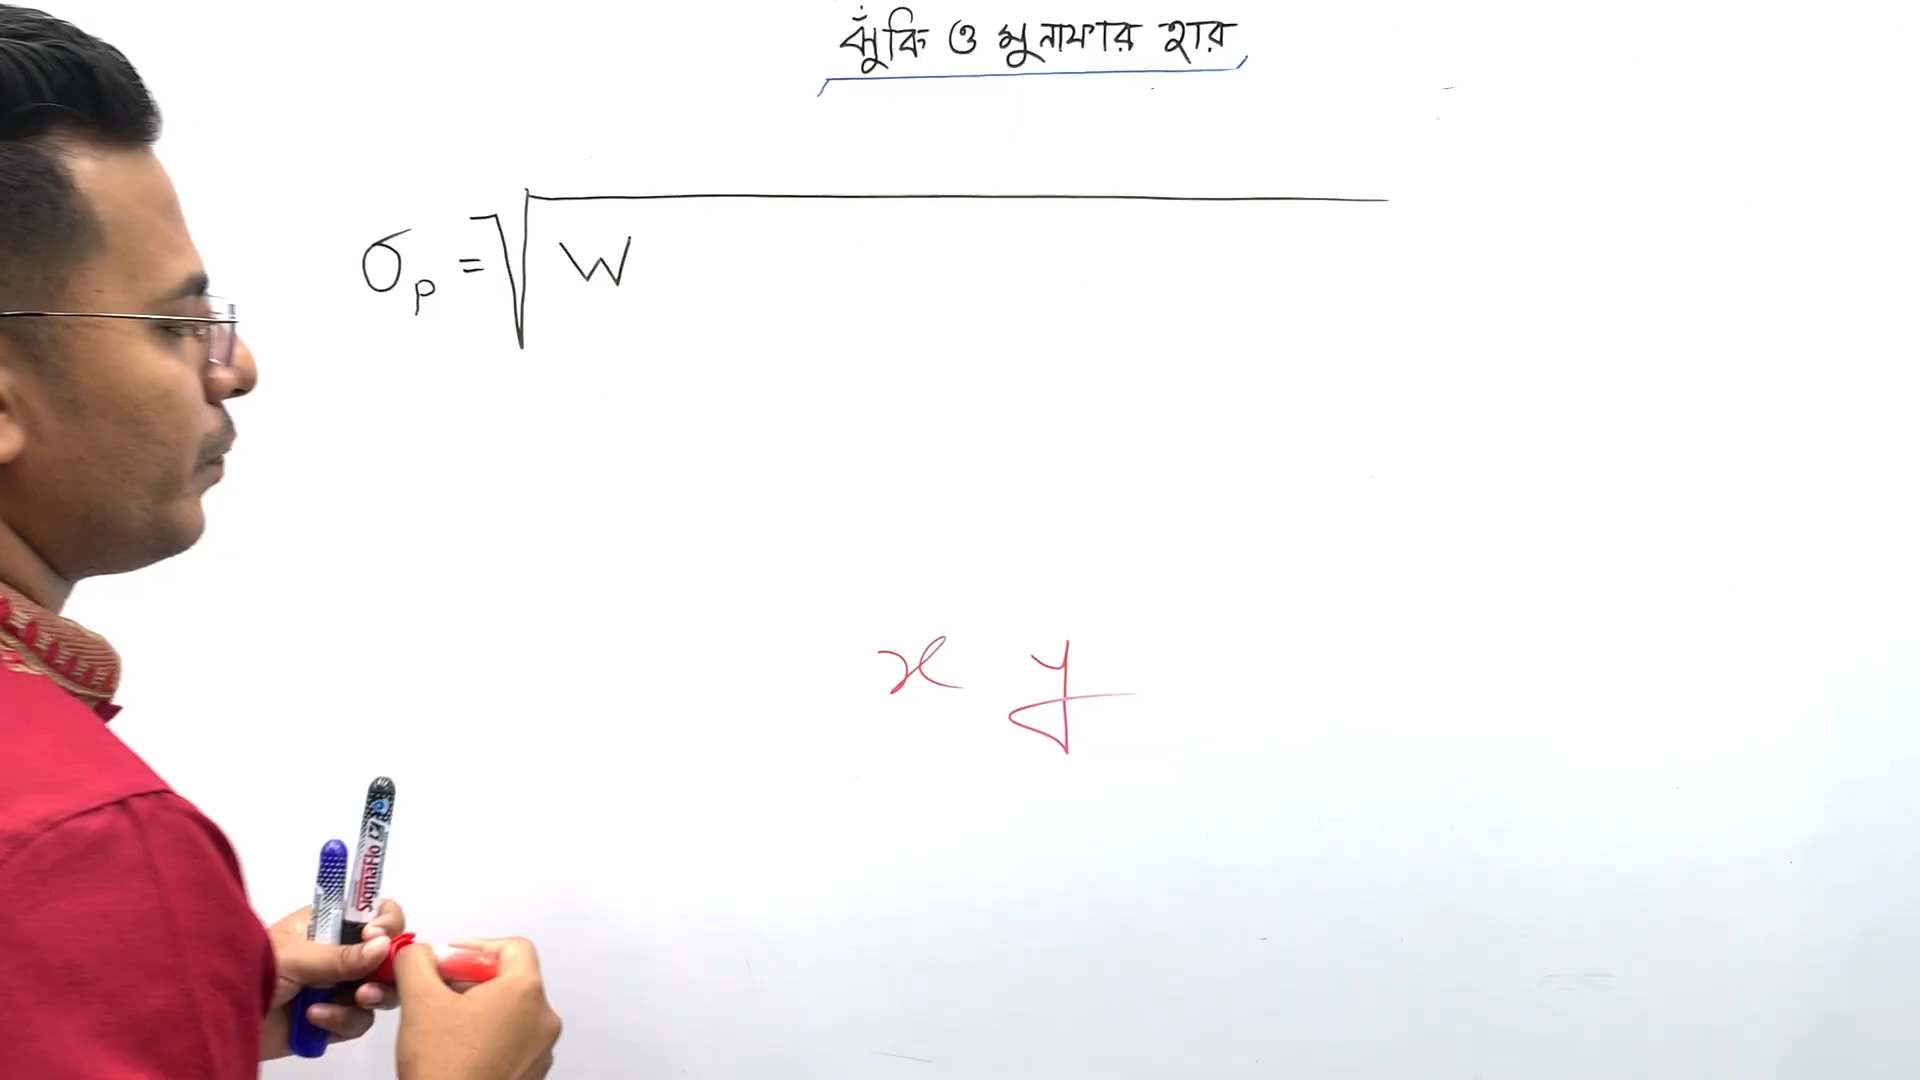 ঝুঁকি ও মুনাফার হার
σₚ = √ W
x y
SigmaFlo